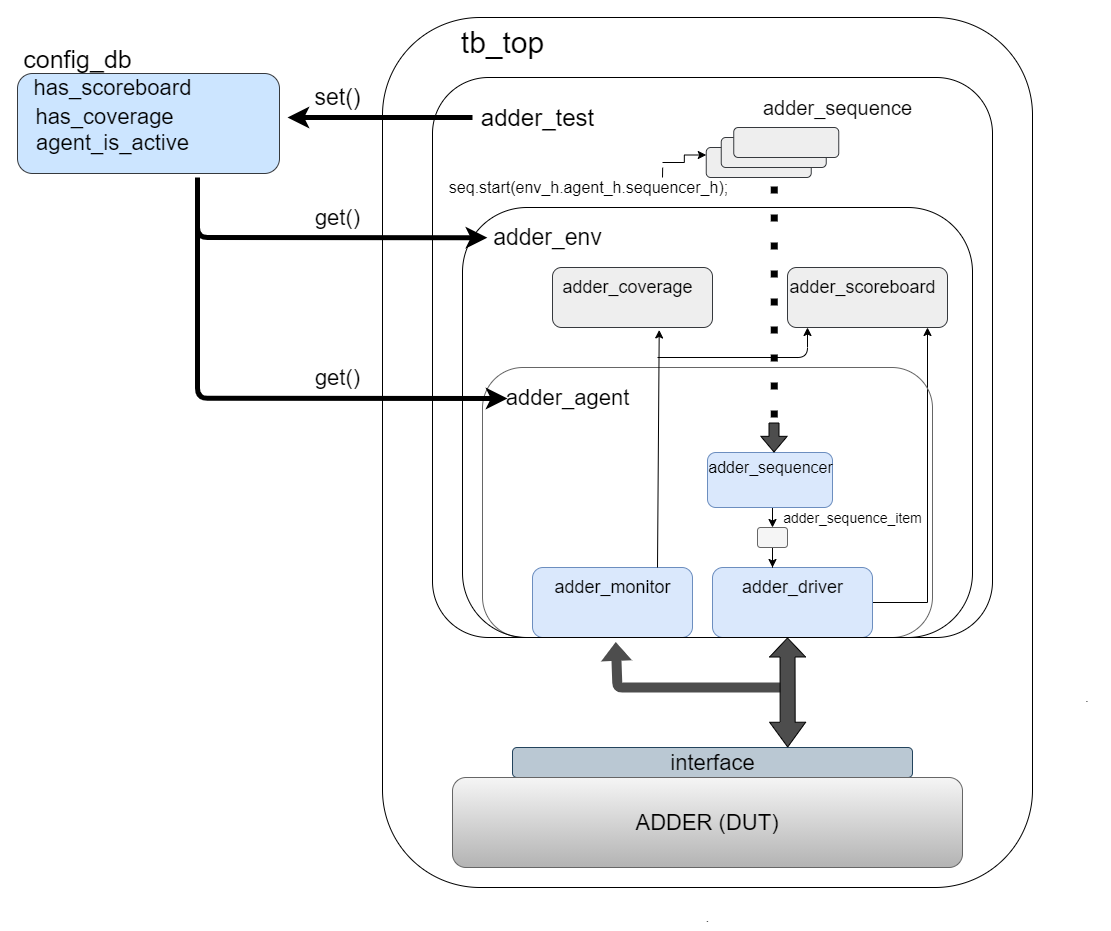 tb_top
config_db
has_scoreboard
has_coverage
agent_is_active
set()
adder_test
adder_sequence
seq.start(env_h.agent_h.sequencer_h);
get()
adder_env
adder_coverage
adder_scoreboard
get()
adder_agent
adder_sequencer
adder_sequence_item
adder_monitor
adder_driver
interface
ADDER (DUT)